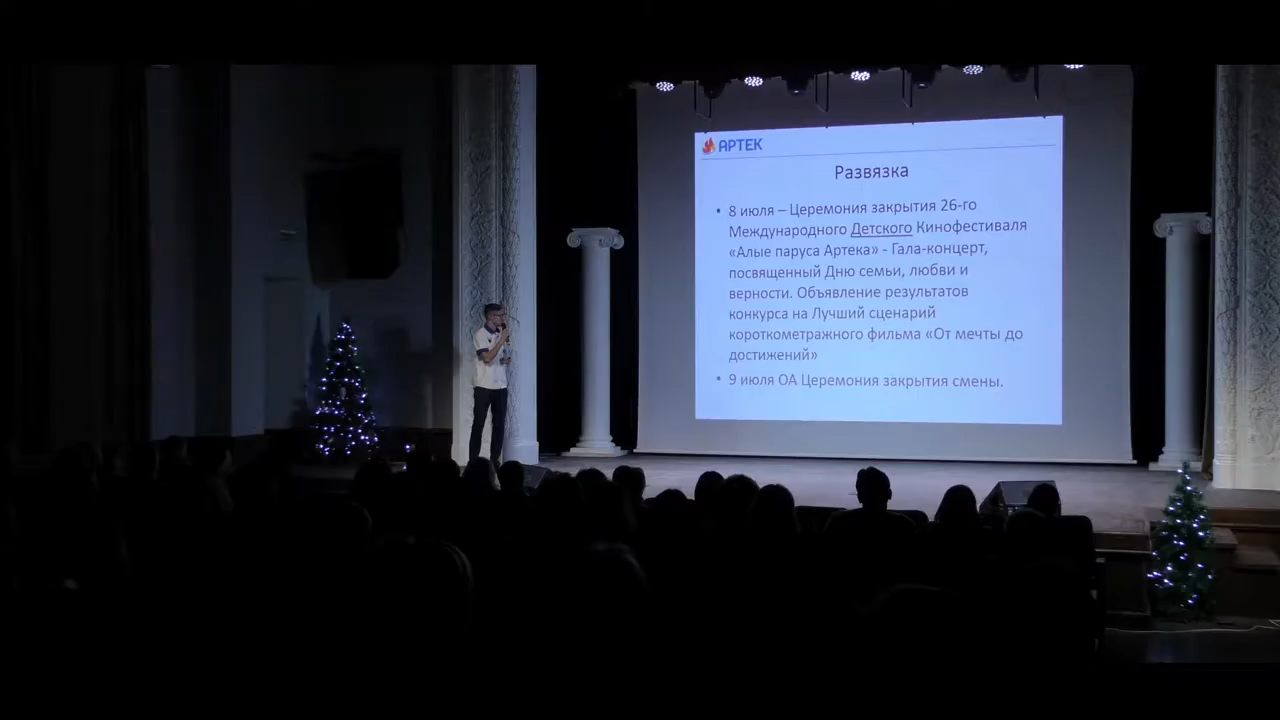 АРТЕК
Развязка
• 8 июля – Церемония закрытия 26-го
Международного Детского Кинофестиваля
«Алые паруса Артека» - Гала-концерт,
посвященный Дню семьи, любви и
верности. Объявление результатов
конкурса на Лучший сценарий
короткометражного фильма «От мечты до
достижений»
• 9 июля ОА Церемония закрытия смены.